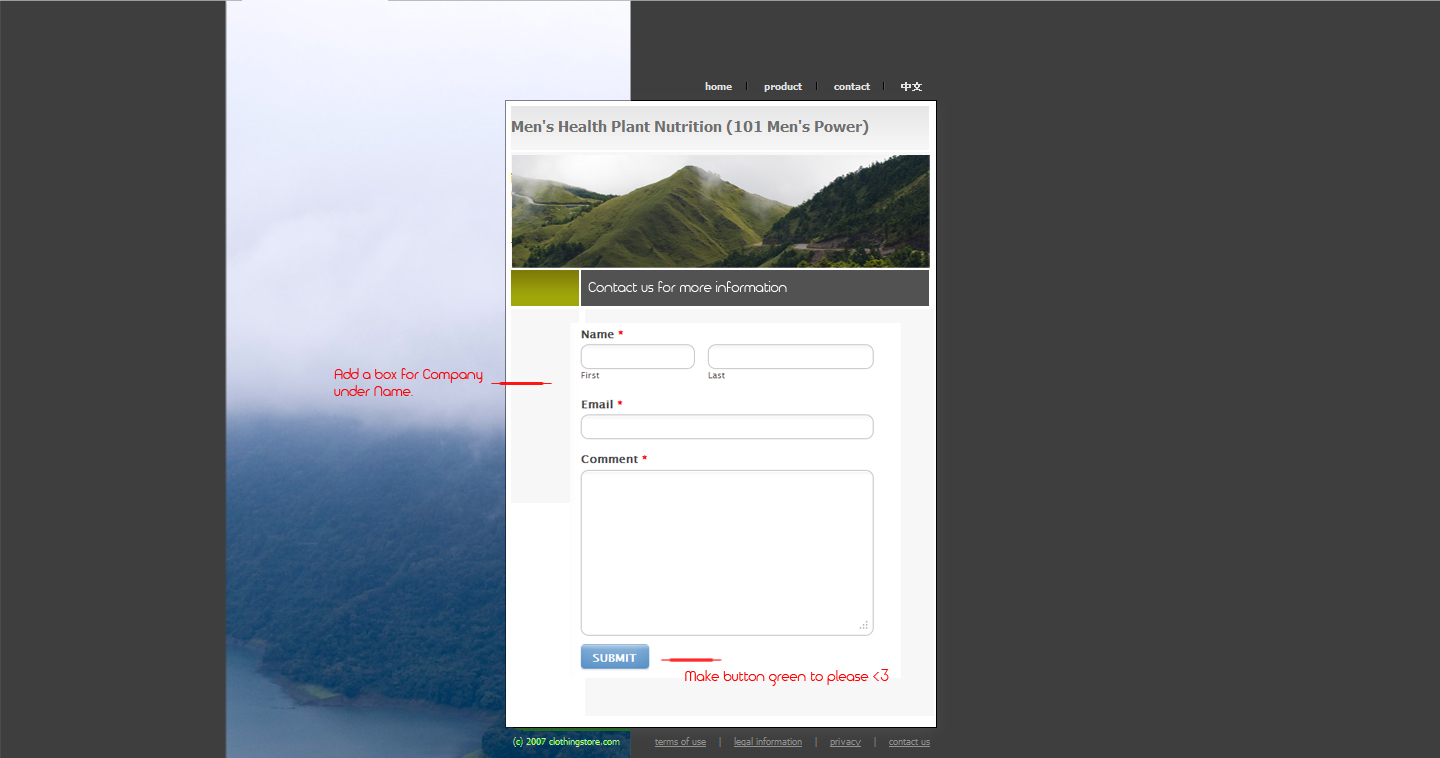 home | product | contact | 中文
Men's Health Plant Nutrition (101 Men's Power)
Contact us for more information
Name *
First Last
Add a box for Company
under Name.
Email *
Comment *
SUBMIT
Make button green to please <3
(c) 2007 clothingstore.com terms of use | legal information | privacy | contact us